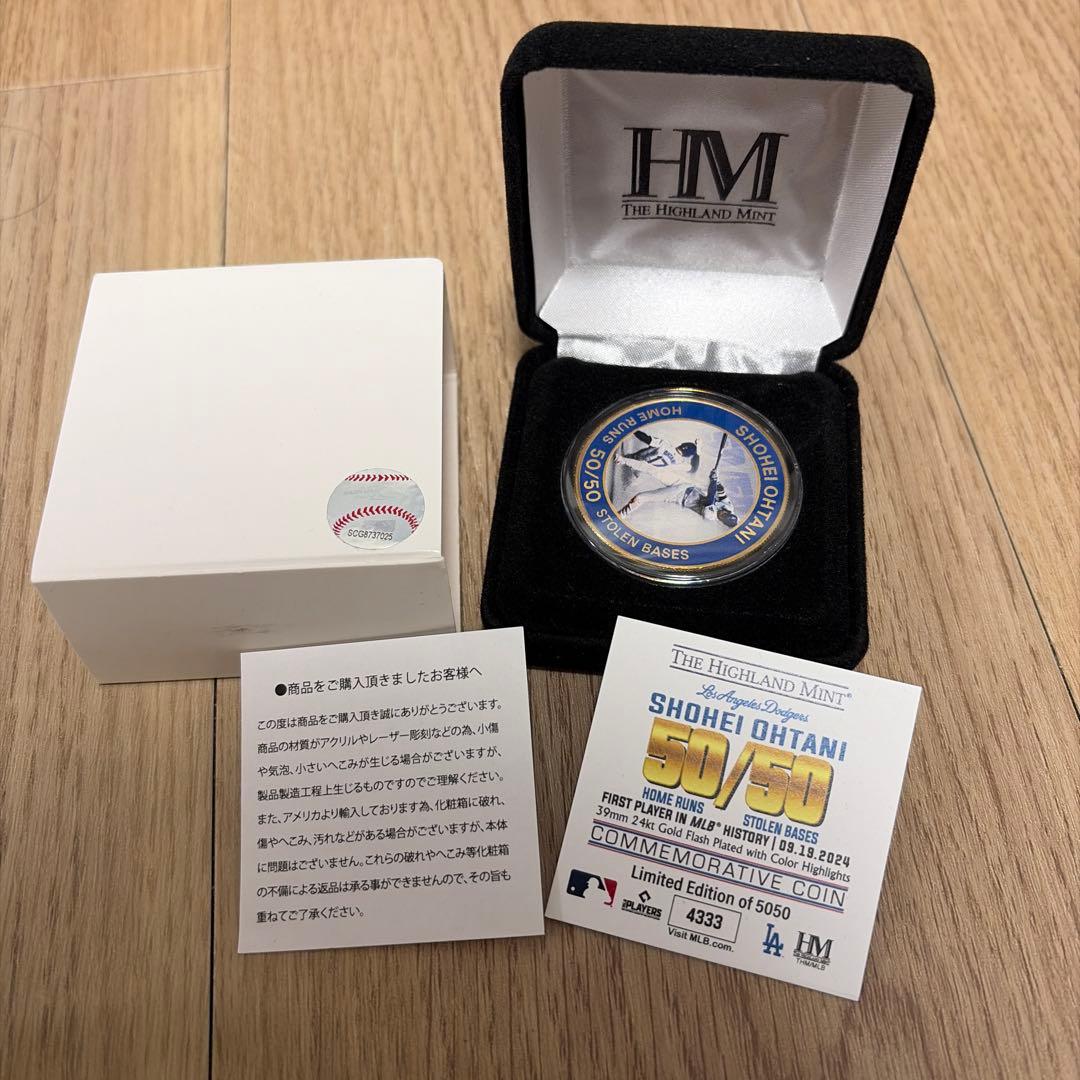 HM
THE HIGHLAND MINT
SHOHEI OHTANI
HOME RUNS 50/50 STOLEN BASES
SCG8737025
●商品をご購入頂きましたお客様へ
この度は商品をご購入頂き誠にありがとうございます。
商品の材質がアクリルやレーザー彫刻などの為、小傷
や気泡、小さいへこみが生じる場合がございますが、
製品製造工程上生じるものですのでご理解ください。
また、アメリカより輸入しております為、化粧箱に破れ、
傷やへこみ、汚れなどがある場合がございますが、本体
に問題はございません。これらの破れやへこみ等化粧箱
の不備による返品は承る事ができませんので、その旨も
重ねてご了承ください。
THE HIGHLAND MINT®
Los Angeles Dodgers
SHOHEI OHTANI
50/50
HOME RUNS
STOLEN BASES
FIRST PLAYER IN MLB® HISTORY | 09.19.2024
39mm 24kt Gold Flash Plated with Color Highlights
COMMEMORATIVE COIN
Limited Edition of 5050
4333
Visit MLB.com.
PLAYERS
LA
HM
THM/MLB